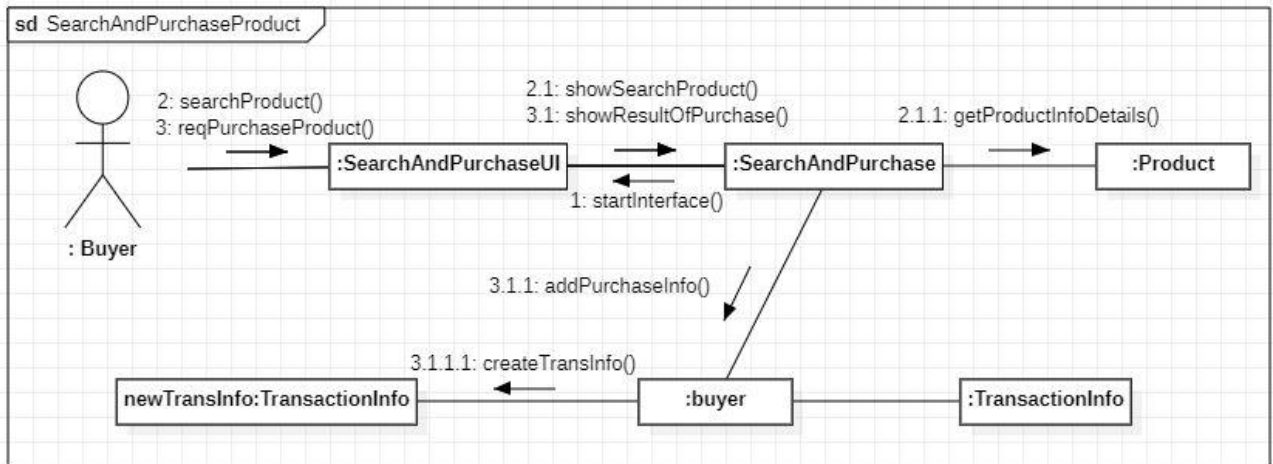 sd SearchAndPurchaseProduct
2: searchProduct()
3: reqPurchaseProduct()
2.1: showSearchProduct()
3.1: showResultOfPurchase()
2.1.1: getProductInfoDetails()
:SearchAndPurchaseUI
:SearchAndPurchase
:Product
1: startInterface()
: Buyer
3.1.1: addPurchaseInfo()
3.1.1.1: createTransInfo()
newTransInfo:TransactionInfo
:buyer
:TransactionInfo